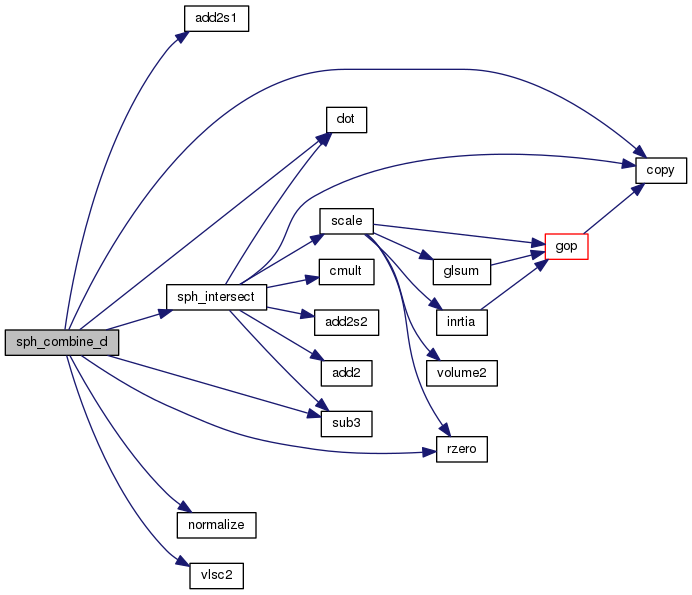 add2s1
dot
copy
scale
gop
cmult
glsum
sph_intersect
add2s2
inrtia
sph_combine_d
add2
volume2
sub3
rzero
normalize
vlsc2